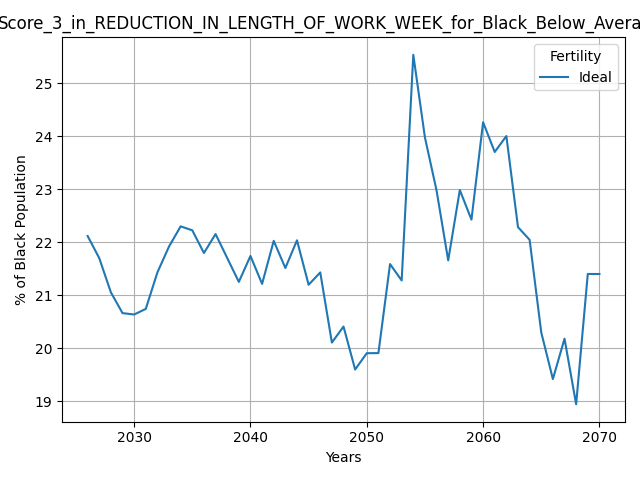 Score_3_in_REDUCTION_IN_LENGTH_OF_WORK_WEEK_for_Black_Below_Avera
Fertility
Ideal
% of Black Population
25
24
23
22
21
20
19
2030 2040 2050 2060 2070
Years